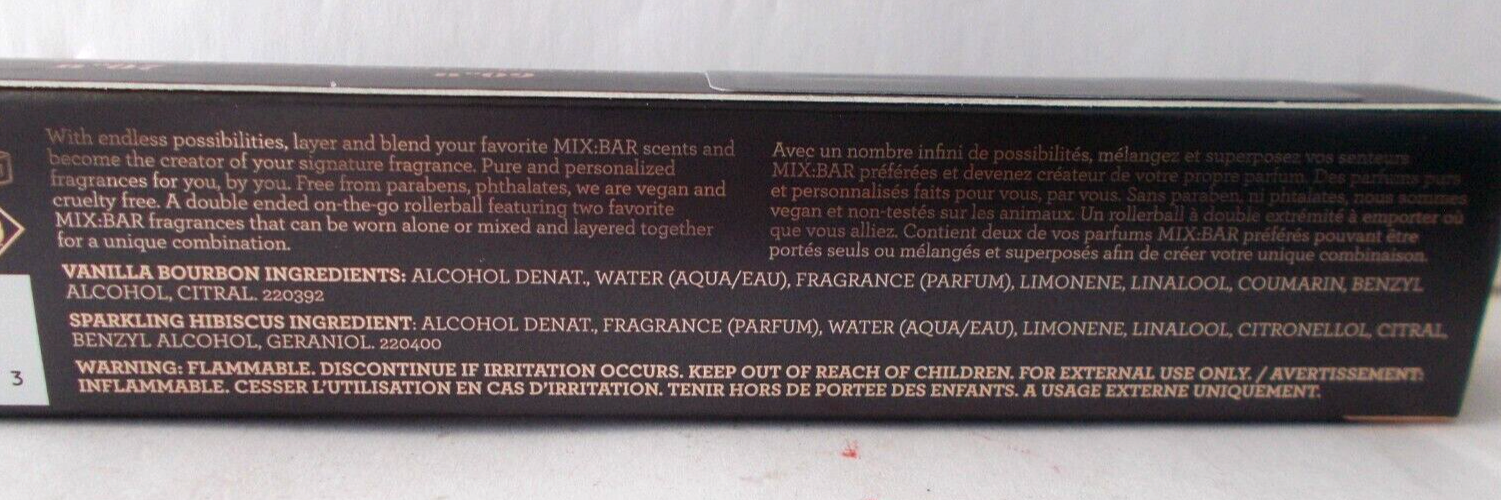 With endless possibilities, layer and blend your favorite MIX:BAR scents and
become the creator of your signature fragrance. Pure and personalized
fragrances for you, by you. Free from parabens, phthalates, we are vegan and
cruelty free. A double ended on-the-go rollerball featuring two favorite
MIX:BAR fragrances that can be worn alone or mixed and layered together
for a unique combination.
Avec un nombre infini de possibilités, mélangez et superposez vos senteurs
MIX:BAR préférées et devenez créateur de votre propre parfum. Des parfums purs
et personnalisés faits pour vous, par vous. Sans paraben, ni phtalates, nous sommes
vegan et non-testés sur les animaux. Un rollerball à double extrémité à emporter où
que vous alliez. Contient deux de vos parfums MIX:BAR préférés pouvant être
portés seuls ou mélangés et superposés afin de créer votre unique combinaison.
VANILLA BOURBON INGREDIENTS: ALCOHOL DENAT., WATER (AQUA/EAU), FRAGRANCE (PARFUM), LIMONENE, LINALOOL, COUMARIN, BENZYL
ALCOHOL, CITRAL. 220392
SPARKLING HIBISCUS INGREDIENT: ALCOHOL DENAT., FRAGRANCE (PARFUM), WATER (AQUA/EAU), LIMONENE, LINALOOL, CITRONELLOL, CITRAL,
BENZYL ALCOHOL, GERANIOL. 220400
WARNING: FLAMMABLE. DISCONTINUE IF IRRITATION OCCURS. KEEP OUT OF REACH OF CHILDREN. FOR EXTERNAL USE ONLY. / AVERTISSEMENT:
INFLAMMABLE. CESSER L'UTILISATION EN CAS D'IRRITATION. TENIR HORS DE PORTEE DES ENFANTS. A USAGE EXTERNE UNIQUEMENT.
3